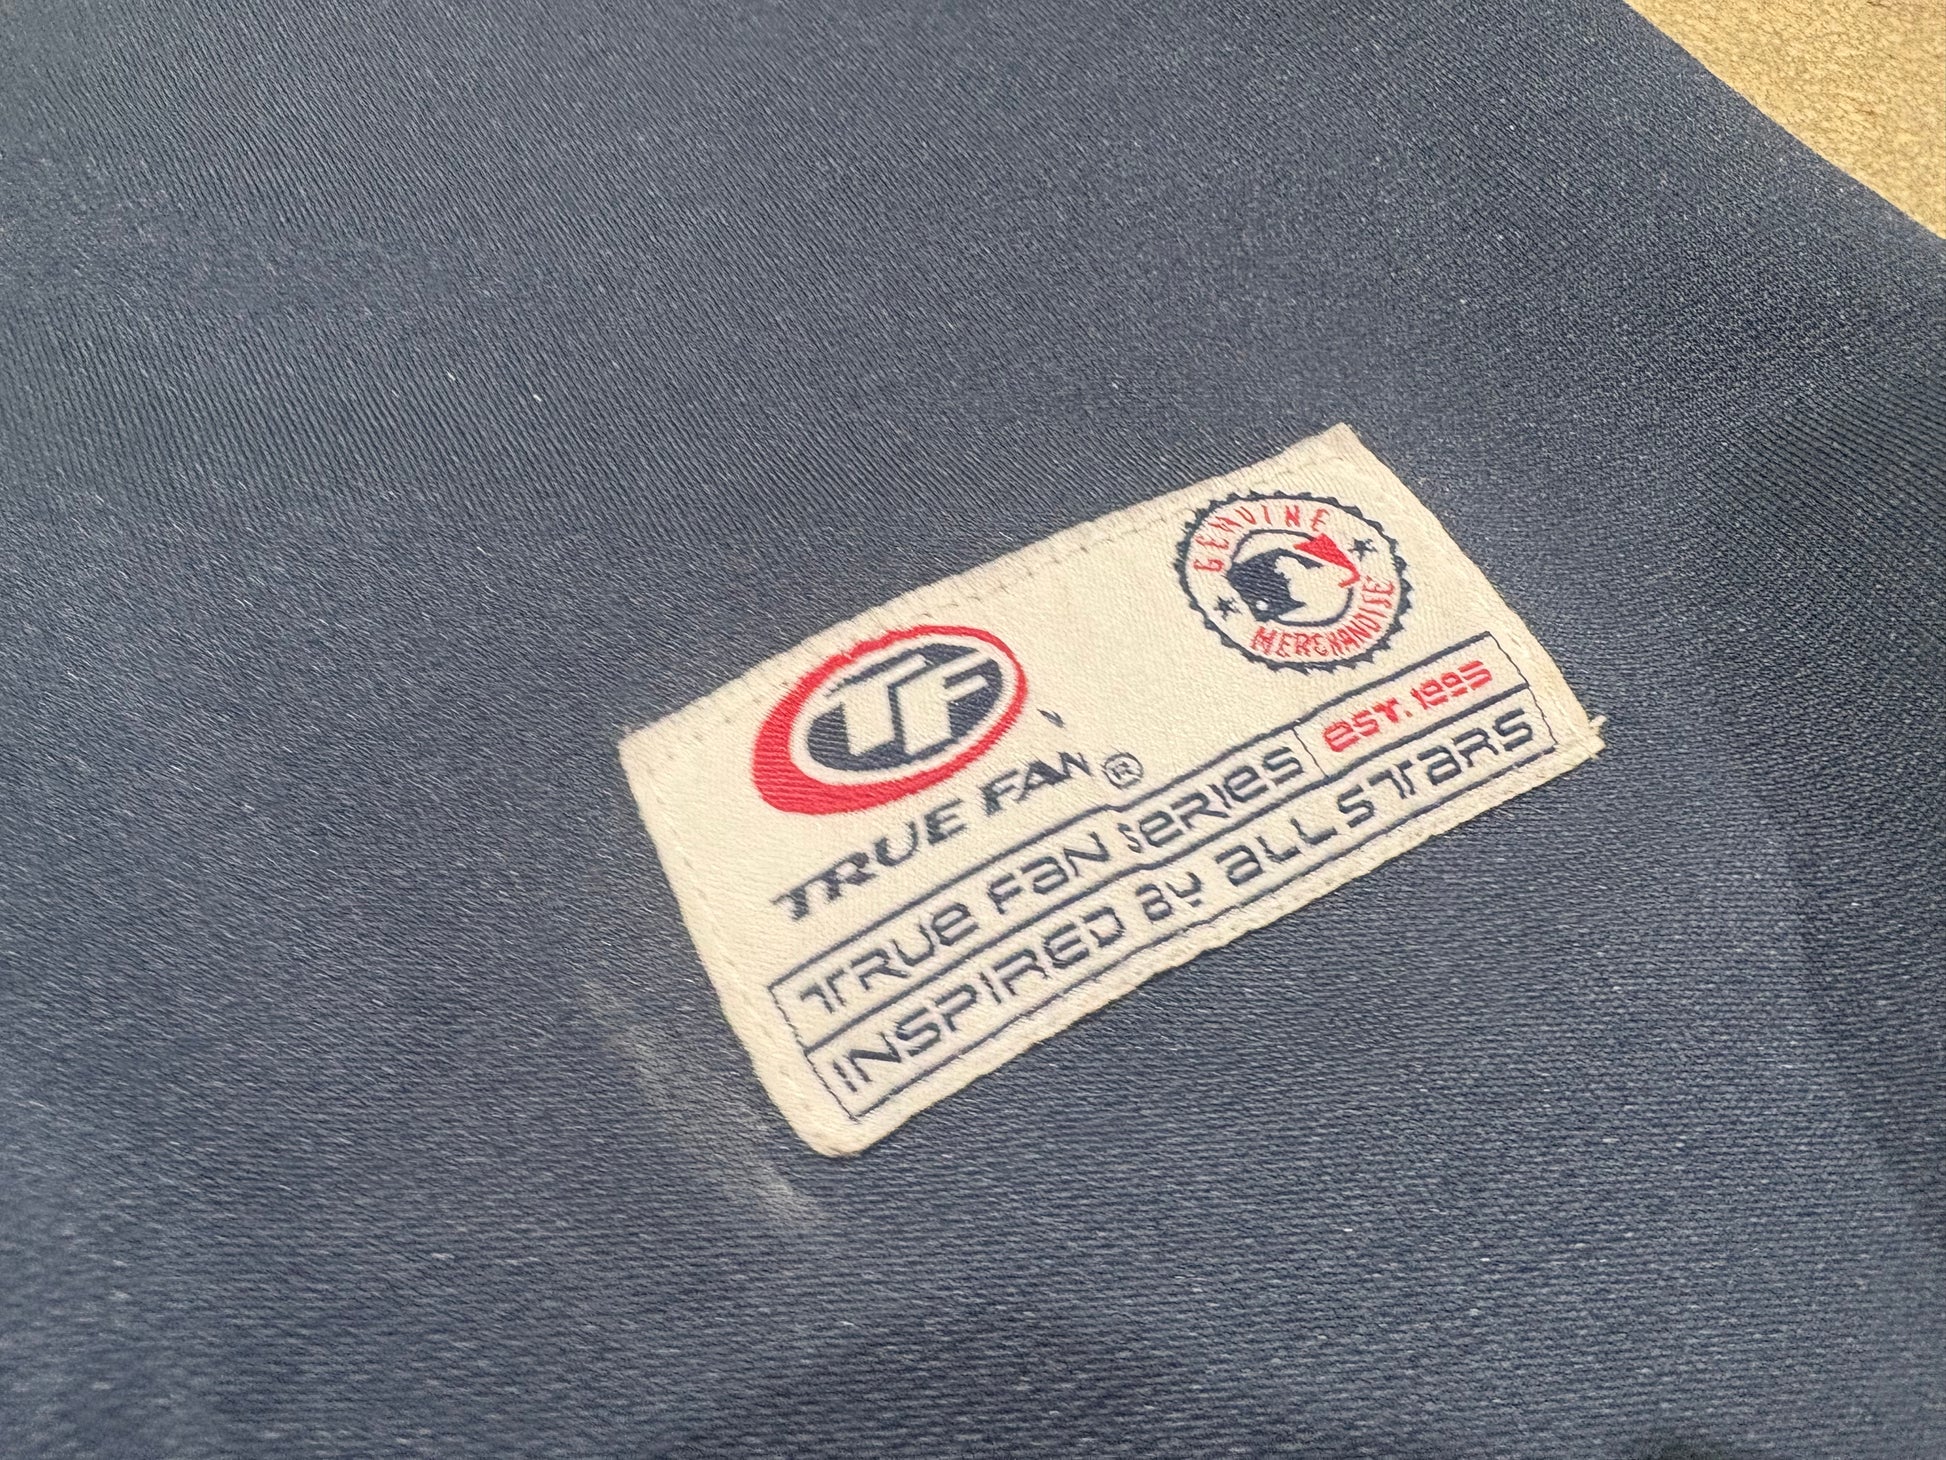 GENUINE
MERCHANDISE
TF
TRUE FAN ®
TRUE FAN SERIES EST. 1995
INSPIRED BY ALL STARS